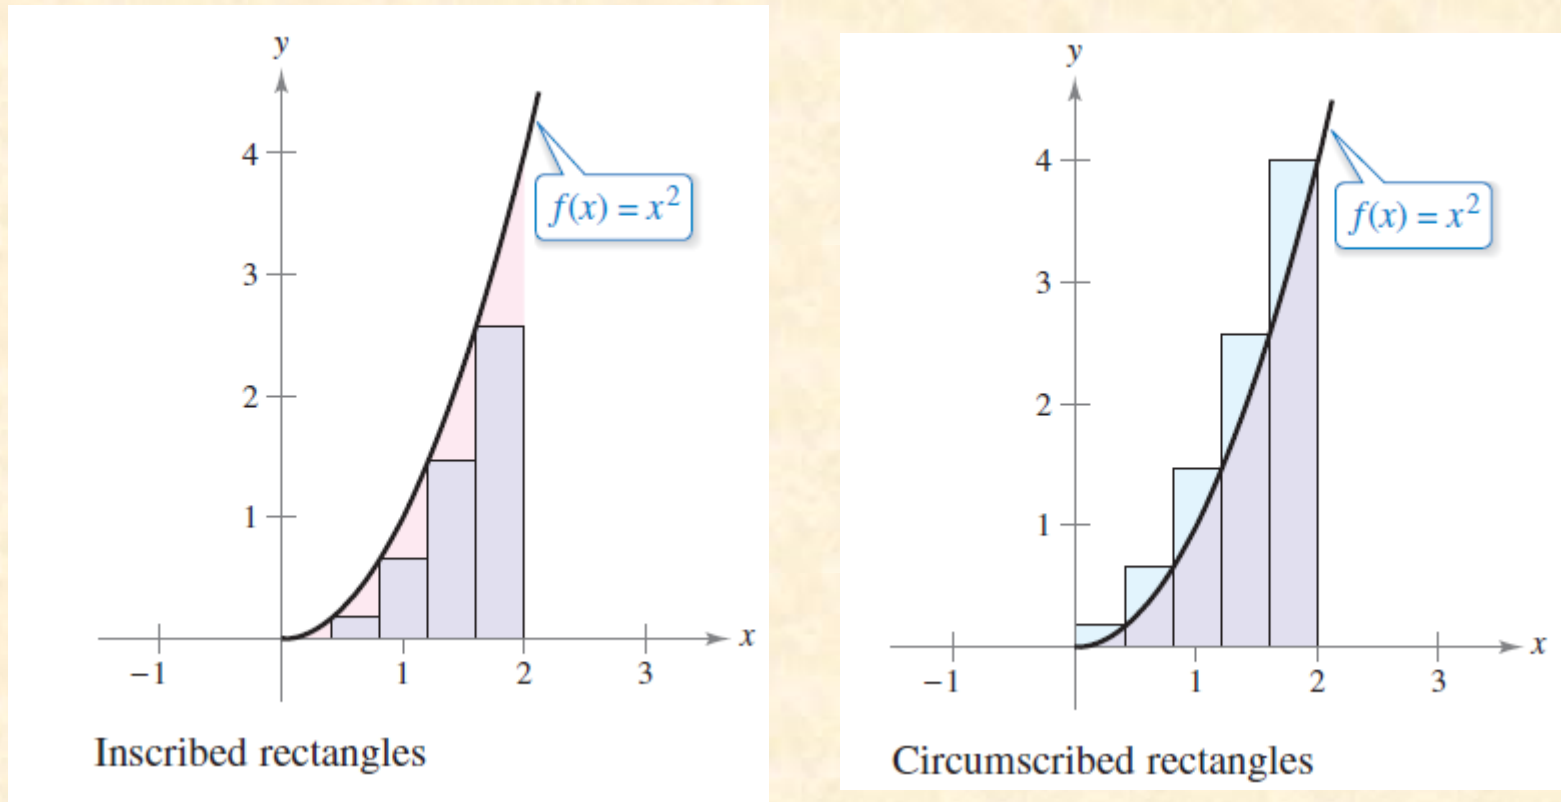 y
4
3
2
1
f(x) = x²
−1
1
2
3
x
Inscribed rectangles
y
4
3
2
1
f(x) = x²
−1
1
2
3
x
Circumscribed rectangles